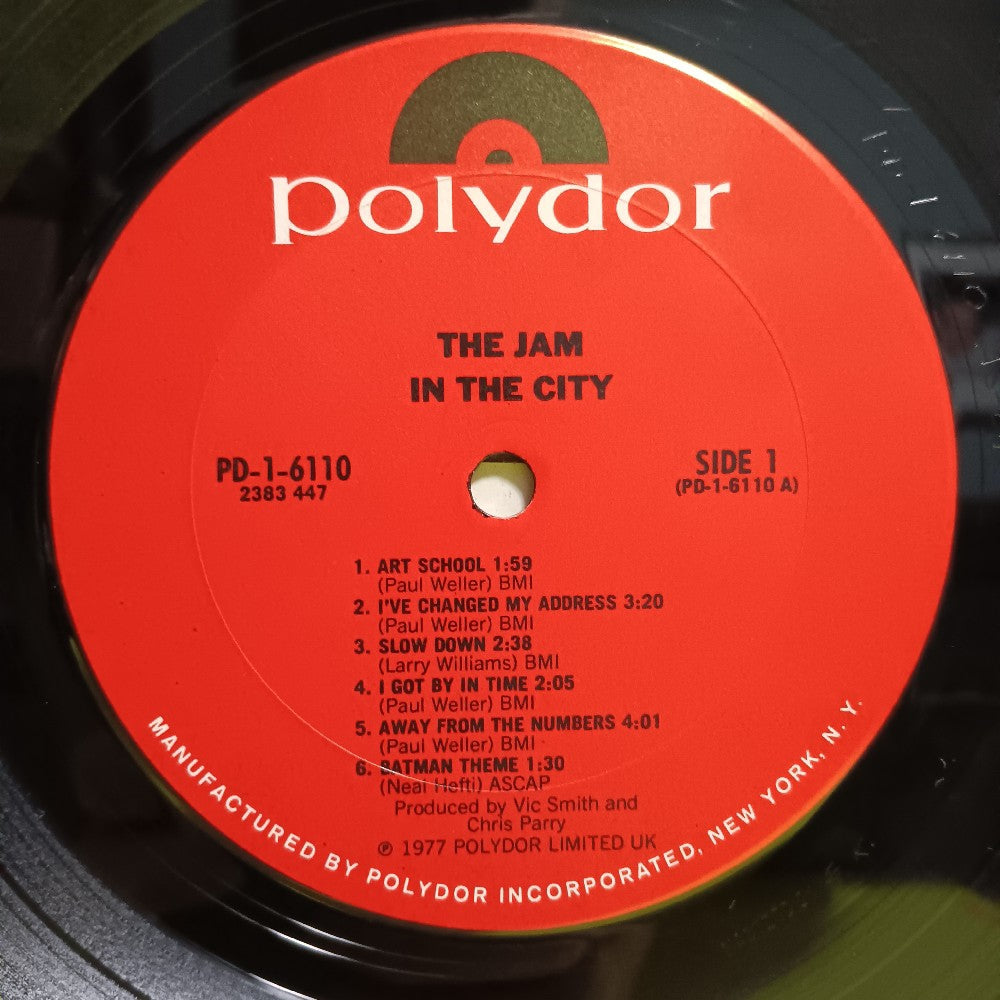 polydor
THE JAM
IN THE CITY
PD-1-6110
2383 447
SIDE 1
(PD-1-6110 A)
1. ART SCHOOL 1:59
(Paul Weller) BMI
2. I'VE CHANGED MY ADDRESS 3:20
(Paul Weller) BMI
3. SLOW DOWN 2:38
(Larry Williams) BMI
4. I GOT BY IN TIME 2:05
(Paul Weller) BMI
5. AWAY FROM THE NUMBERS 4:01
(Paul Weller) BMI
6. BATMAN THEME 1:30
(Neal Hefti) ASCAP
Produced by Vic Smith and
Chris Parry
℗ 1977 POLYDOR LIMITED UK
MANUFACTURED BY POLYDOR INCORPORATED, NEW YORK, N. Y.